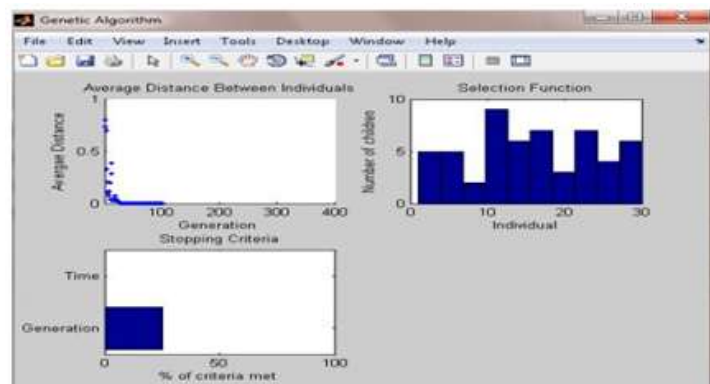 Genetic Algorithm
File Edit View Insert Tools Desktop Window Help
Average Distance Between Individuals
1
0.5
0
Avergae Distance
100 200 300 400
Generation
Selection Function
10
5
0
Number of children
10 20 30
Individual
Stopping Criteria
Time
Generation
0 50 100
% of criteria met